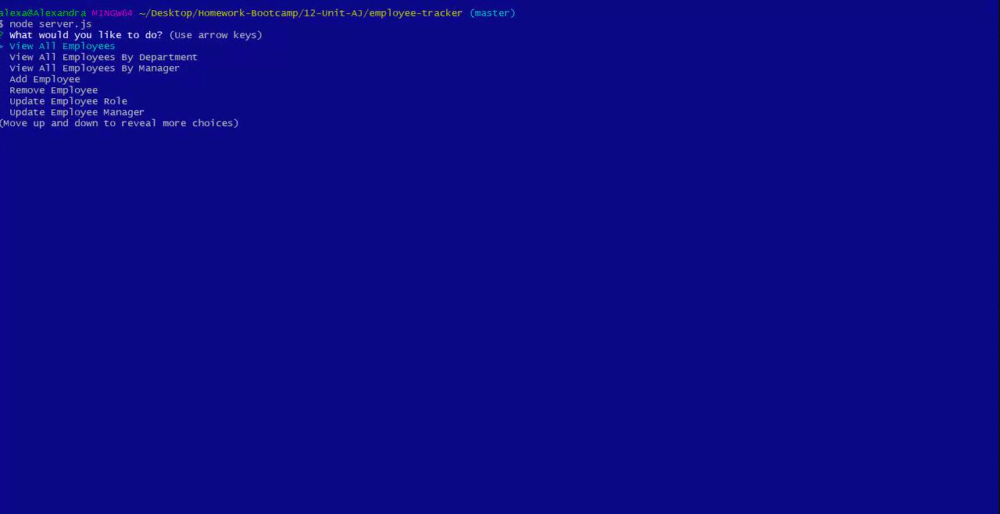 alexa@Alexandra MINGW64 ~/Desktop/Homework-Bootcamp/12-Unit-AJ/employee-tracker (master)
$ node server.js
? What would you like to do? (Use arrow keys)
> View All Employees
View All Employees By Department
View All Employees By Manager
Add Employee
Remove Employee
Update Employee Role
Update Employee Manager
(Move up and down to reveal more choices)